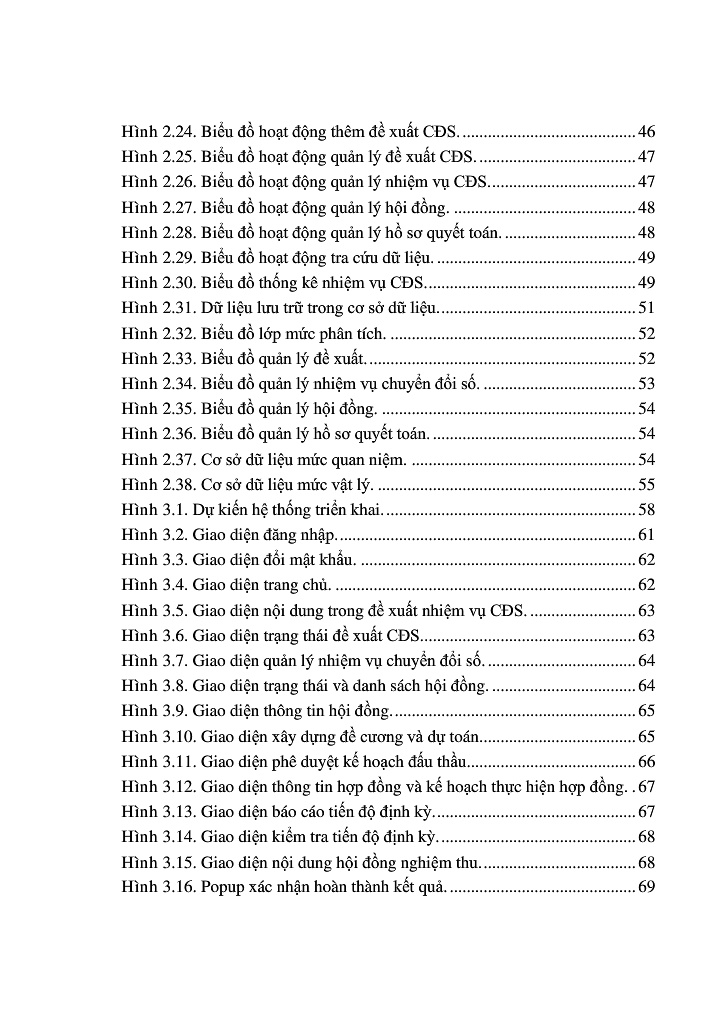 Hình 2.24. Biểu đồ hoạt động thêm đề xuất CĐS. ........................................ 46
Hình 2.25. Biểu đồ hoạt động quản lý đề xuất CĐS. .................................... 47
Hình 2.26. Biểu đồ hoạt động quản lý nhiệm vụ CĐS. ................................. 47
Hình 2.27. Biểu đồ hoạt động quản lý hội đồng. .......................................... 48
Hình 2.28. Biểu đồ hoạt động quản lý hồ sơ quyết toán. ............................... 48
Hình 2.29. Biểu đồ hoạt động tra cứu dữ liệu. .............................................. 49
Hình 2.30. Biểu đồ thống kê nhiệm vụ CĐS. ................................................ 49
Hình 2.31. Dữ liệu lưu trữ trong cơ sở dữ liệu. ............................................. 51
Hình 2.32. Biểu đồ lớp mức phân tích. ......................................................... 52
Hình 2.33. Biểu đồ quản lý đề xuất. .............................................................. 52
Hình 2.34. Biểu đồ quản lý nhiệm vụ chuyển đổi số. ................................... 53
Hình 2.35. Biểu đồ quản lý hội đồng. ........................................................... 54
Hình 2.36. Biểu đồ quản lý hồ sơ quyết toán. ............................................... 54
Hình 2.37. Cơ sở dữ liệu mức quan niệm. .................................................... 54
Hình 2.38. Cơ sở dữ liệu mức vật lý. ............................................................ 55
Hình 3.1. Dự kiến hệ thống triển khai. .......................................................... 58
Hình 3.2. Giao diện đăng nhập. ..................................................................... 61
Hình 3.3. Giao diện đổi mật khẩu. ................................................................ 62
Hình 3.4. Giao diện trang chủ. ...................................................................... 62
Hình 3.5. Giao diện nội dung trong đề xuất nhiệm vụ CĐS. ........................ 63
Hình 3.6. Giao diện trạng thái đề xuất CĐS. ................................................. 63
Hình 3.7. Giao diện quản lý nhiệm vụ chuyển đổi số. .................................. 64
Hình 3.8. Giao diện trạng thái và danh sách hội đồng. ................................. 64
Hình 3.9. Giao diện thông tin hội đồng. ........................................................ 65
Hình 3.10. Giao diện xây dựng đề cương và dự toán. ................................... 65
Hình 3.11. Giao diện phê duyệt kế hoạch đấu thầu. ...................................... 66
Hình 3.12. Giao diện thông tin hợp đồng và kế hoạch thực hiện hợp đồng. . 67
Hình 3.13. Giao diện báo cáo tiến độ định kỳ. .............................................. 67
Hình 3.14. Giao diện kiểm tra tiến độ định kỳ. ............................................. 68
Hình 3.15. Giao diện nội dung hội đồng nghiệm thu. ................................... 68
Hình 3.16. Popup xác nhận hoàn thành kết quả. ........................................... 69